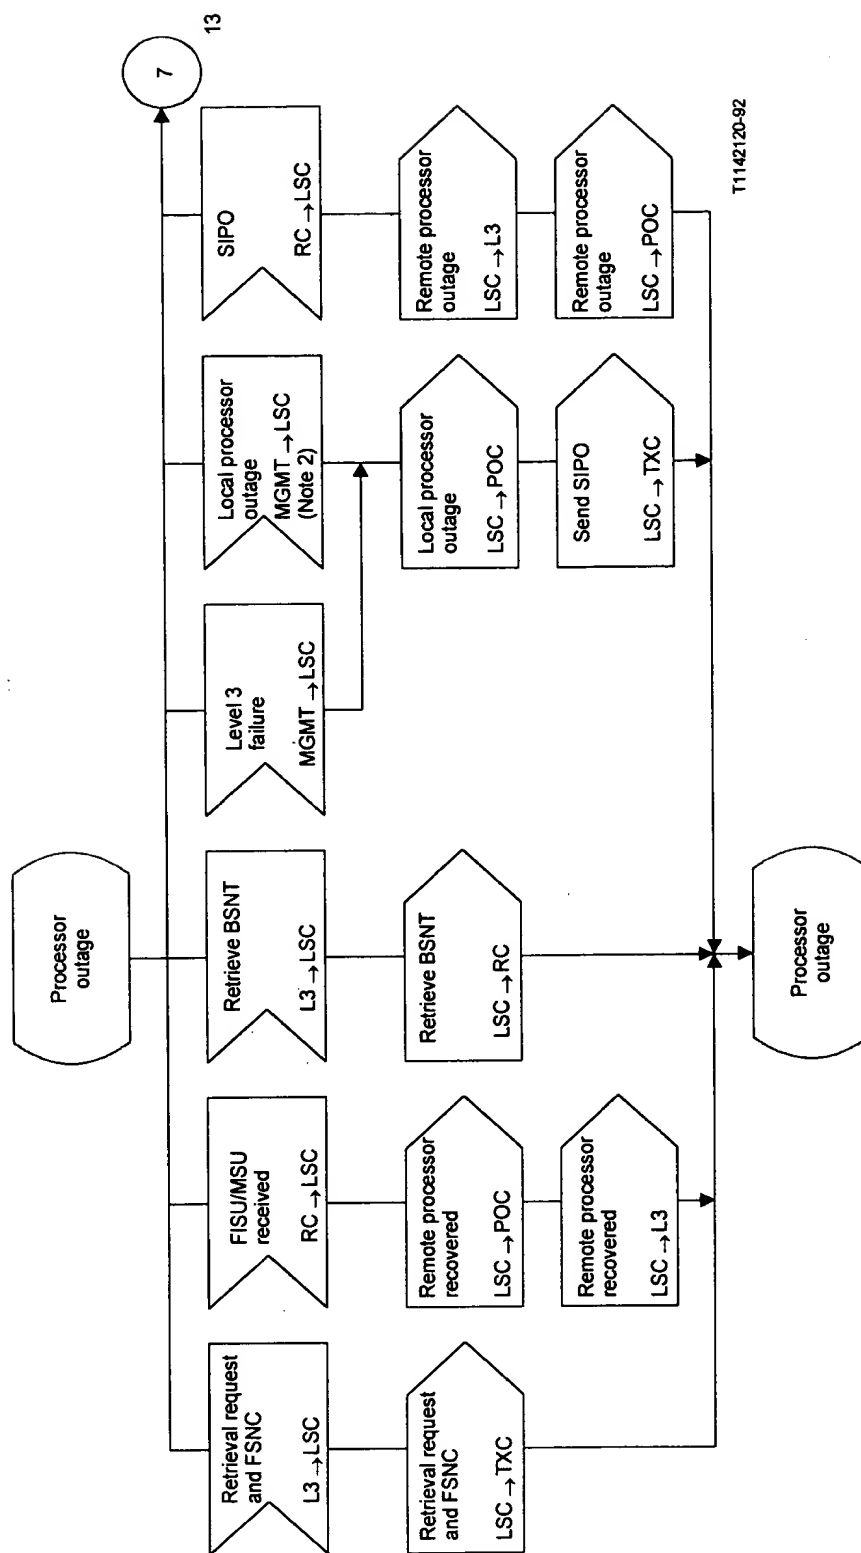 Processor
outage
7
13
Retrieval request
and FSNC
L3→LSC
FISU/MSU
received
RC→LSC
Retrieve BSNT
L3→LSC
Level 3
failure
MGMT→LSC
Local processor
outage
MGMT→LSC
(Note 2)
SIPO
RC→LSC
Retrieval request
and FSNC
LSC→TXC
Remote processor
recovered
LSC→POC
Retrieve BSNT
LSC→RC
Local processor
outage
LSC→POC
Remote processor
outage
LSC→L3
Remote processor
recovered
LSC→L3
Send SIPO
LSC→TXC
Remote processor
outage
LSC→POC
Processor
outage
T1142120-92